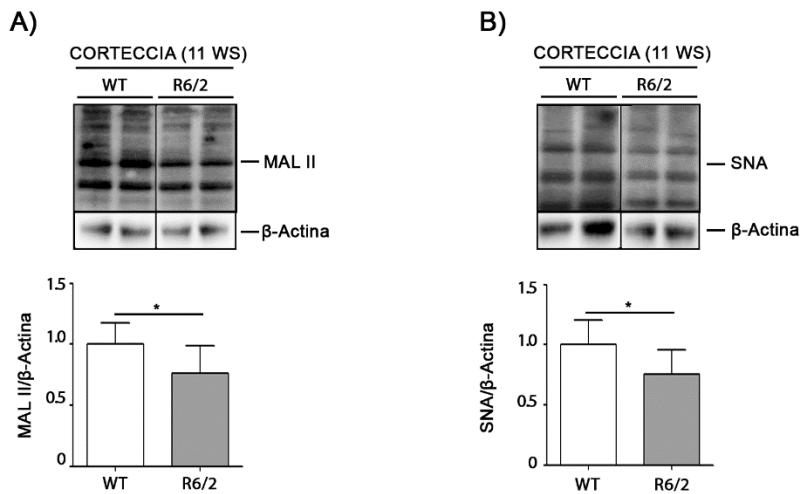 A)
CORTECCIA (11 WS)
WT R6/2
MAL II
β-Actina
MAL II/β-Actina
1.5
1.0
0.5
0
*
WT R6/2
B)
CORTECCIA (11 WS)
WT R6/2
SNA
β-Actina
SNA/β-Actina
1.5
1.0
0.5
0
*
WT R6/2